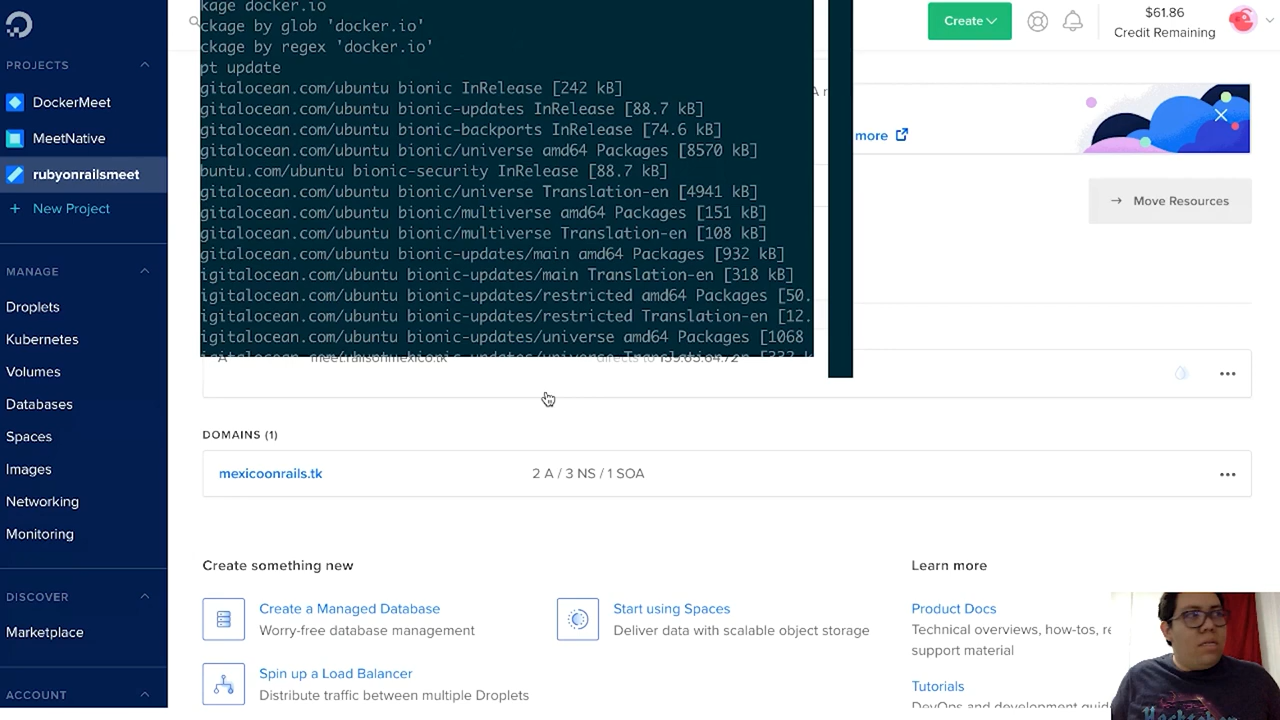 PROJECTS
DockerMeet
MeetNative
rubyonrailsmeet
+ New Project
MANAGE
Droplets
Kubernetes
Volumes
Databases
Spaces
Images
Networking
Monitoring
DISCOVER
Marketplace
ACCOUNT
Create
$61.86
Credit Remaining
kage docker.io
ckage by glob 'docker.io'
ckage by regex 'docker.io'
pt update
gitalocean.com/ubuntu bionic InRelease [242 kB]
gitalocean.com/ubuntu bionic-updates InRelease [88.7 kB]
gitalocean.com/ubuntu bionic-backports InRelease [74.6 kB]
gitalocean.com/ubuntu bionic/universe amd64 Packages [8570 kB]
buntu.com/ubuntu bionic-security InRelease [88.7 kB]
gitalocean.com/ubuntu bionic/universe Translation-en [4941 kB]
gitalocean.com/ubuntu bionic/multiverse amd64 Packages [151 kB]
gitalocean.com/ubuntu bionic/multiverse Translation-en [108 kB]
igitalocean.com/ubuntu bionic-updates/main amd64 Packages [932 kB]
igitalocean.com/ubuntu bionic-updates/main Translation-en [318 kB]
igitalocean.com/ubuntu bionic-updates/restricted amd64 Packages [50.
igitalocean.com/ubuntu bionic-updates/restricted Translation-en [12.
igitalocean.com/ubuntu bionic-updates/universe amd64 Packages [1068
more
→ Move Resources
A meet.railsonmexico.tk directs to
DOMAINS (1)
mexicoonrails.tk 2 A / 3 NS / 1 SOA
Create something new
Create a Managed Database
Worry-free database management
Start using Spaces
Deliver data with scalable object storage
Spin up a Load Balancer
Distribute traffic between multiple Droplets
Learn more
Product Docs
Technical overviews, how-tos, re
support material
Tutorials
DevOps and development guid